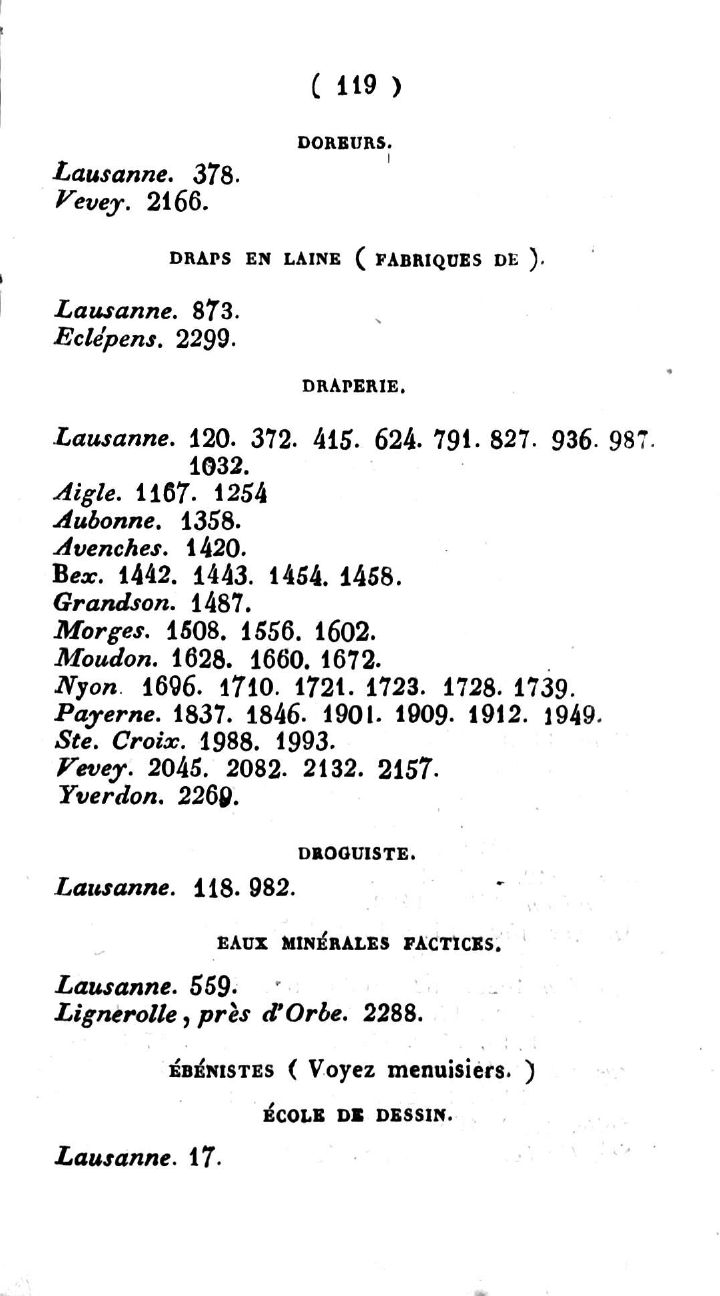 ( 119 )
DOREURS.
Lausanne. 378.
Vevey. 2166.
DRAPS EN LAINE ( FABRIQUES DE ).
Lausanne. 873.
Eclépens. 2299.
DRAPERIE.
Lausanne. 120. 372. 415. 624. 791. 827. 936. 987.
1032.
Aigle. 1167. 1254
Aubonne. 1358.
Avenches. 1420.
Bex. 1442. 1443. 1454. 1458.
Grandson. 1487.
Morges. 1508. 1556. 1602.
Moudon. 1628. 1660. 1672.
Nyon. 1696. 1710. 1721. 1723. 1728. 1739.
Payerne. 1837. 1846. 1901. 1909. 1912. 1949.
Ste. Croix. 1988. 1993.
Vevey. 2045. 2082. 2132. 2157.
Yverdon. 2269.
DROGUISTE.
Lausanne. 118. 982.
EAUX MINÉRALES FACTICES.
Lausanne. 559.
Lignerolle, près d'Orbe. 2288.
ÉBÉNISTES ( Voyez menuisiers. )
ÉCOLE DE DESSIN.
Lausanne. 17.